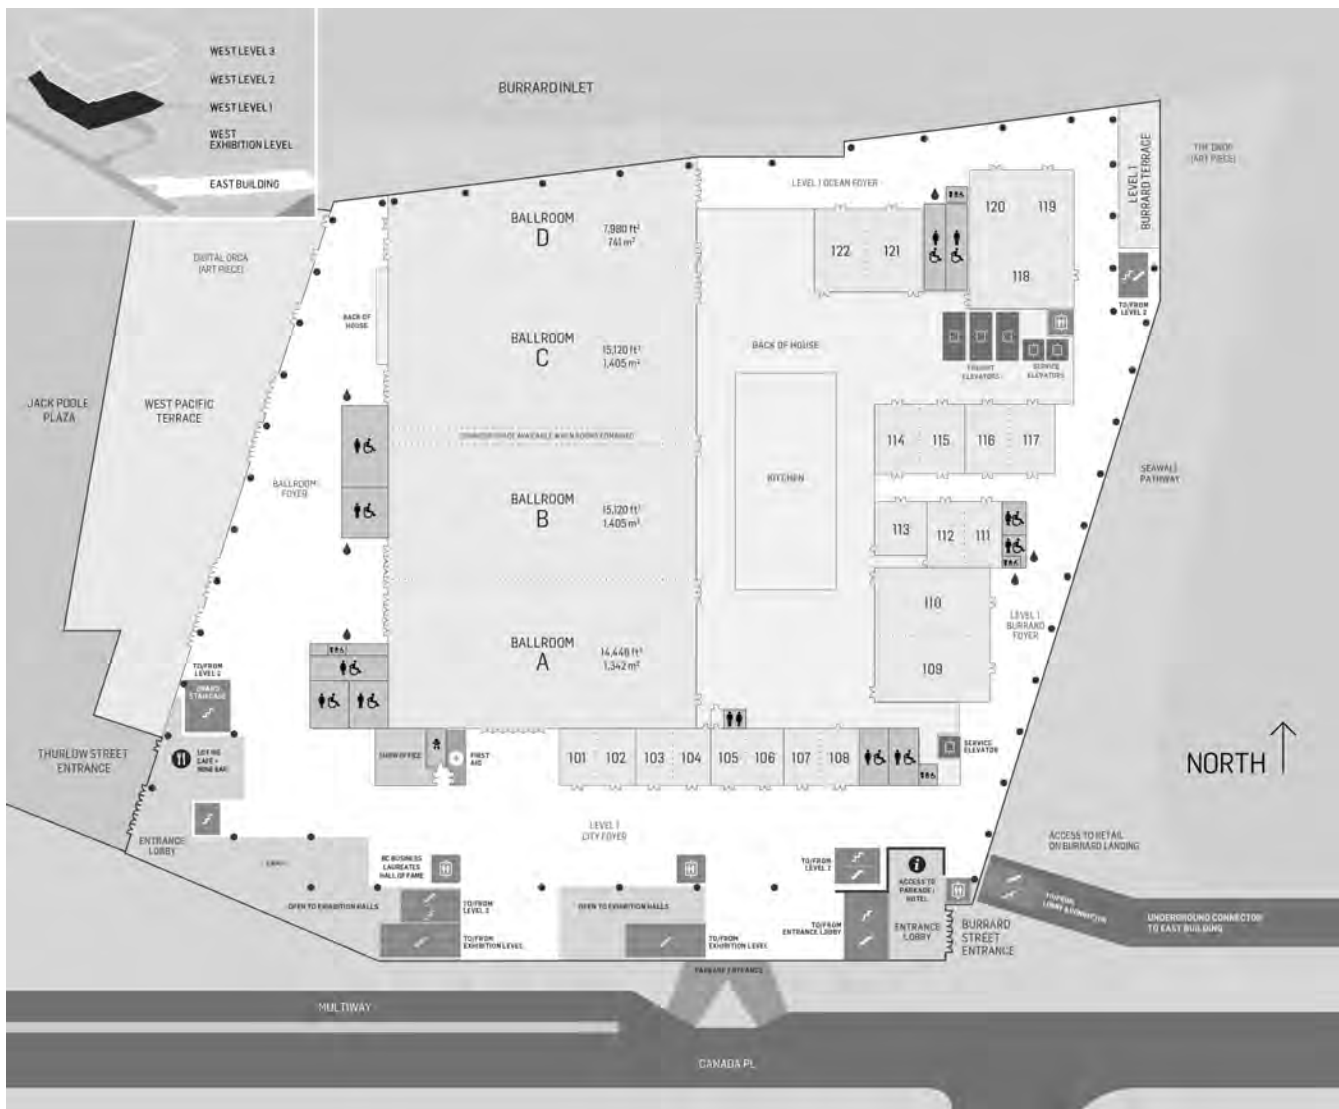 WEST LEVEL 3
WEST LEVEL 2
WEST LEVEL 1
WEST
EXHIBITION LEVEL
EAST BUILDING
BURRARD INLET
(ART PIECE)
LEVEL 1
BURRARD TERRACE
LEVEL 1 OCEAN FOYER
120
119
118
122
121
TO/FROM
LEVEL 2
BALLROOM
D
7,980 ft²
741 m²
DIGITAL ORCA
(ART PIECE)
BACK OF
HOUSE
BALLROOM
C
15,120 ft²
1,405 m²
BACK OF HOUSE
FREIGHT
ELEVATORS
SERVICE
ELEVATORS
JACK POOLE
PLAZA
WEST PACIFIC
TERRACE
114
115
116
117
SEAWALL
PATHWAY
BALLROOM
FOYER
BALLROOM
B
15,120 ft²
1,405 m²
KITCHEN
113
112
111
110
109
LEVEL 1
BURRARD
FOYER
BALLROOM
A
14,448 ft²
1,342 m²
TO/FROM
LEVEL 2
GRAND
STAIRCASE
THURLOW STREET
ENTRANCE
CAFE +
WINE BAR
SHOW OFFICE
FIRST
AID
101
102
103
104
105
106
107
108
SERVICE
ELEVATOR
NORTH
ENTRANCE
LOBBY
LEVEL 1
CITY FOYER
ACCESS TO RETAIL
ON BURRARD LANDING
BC BUSINESS
LAUREATES
HALL OF FAME
TO/FROM
LEVEL 2
ACCESS TO
PARKADE /
HOTEL
OPEN TO EXHIBITION HALLS
TO/FROM
LEVEL 2
OPEN TO EXHIBITION HALLS
TO/FROM
EXHIBITION LEVEL
TO/FROM
EXHIBITION LEVEL
TO/FROM
ENTRANCE LOBBY
ENTRANCE
LOBBY
BURRARD
STREET
ENTRANCE
TO/FROM
LOBBY & CONNECTOR
UNDERGROUND CONNECTOR
TO EAST BUILDING
PARKADE ENTRANCE
MULTIWAY
CANADA PL